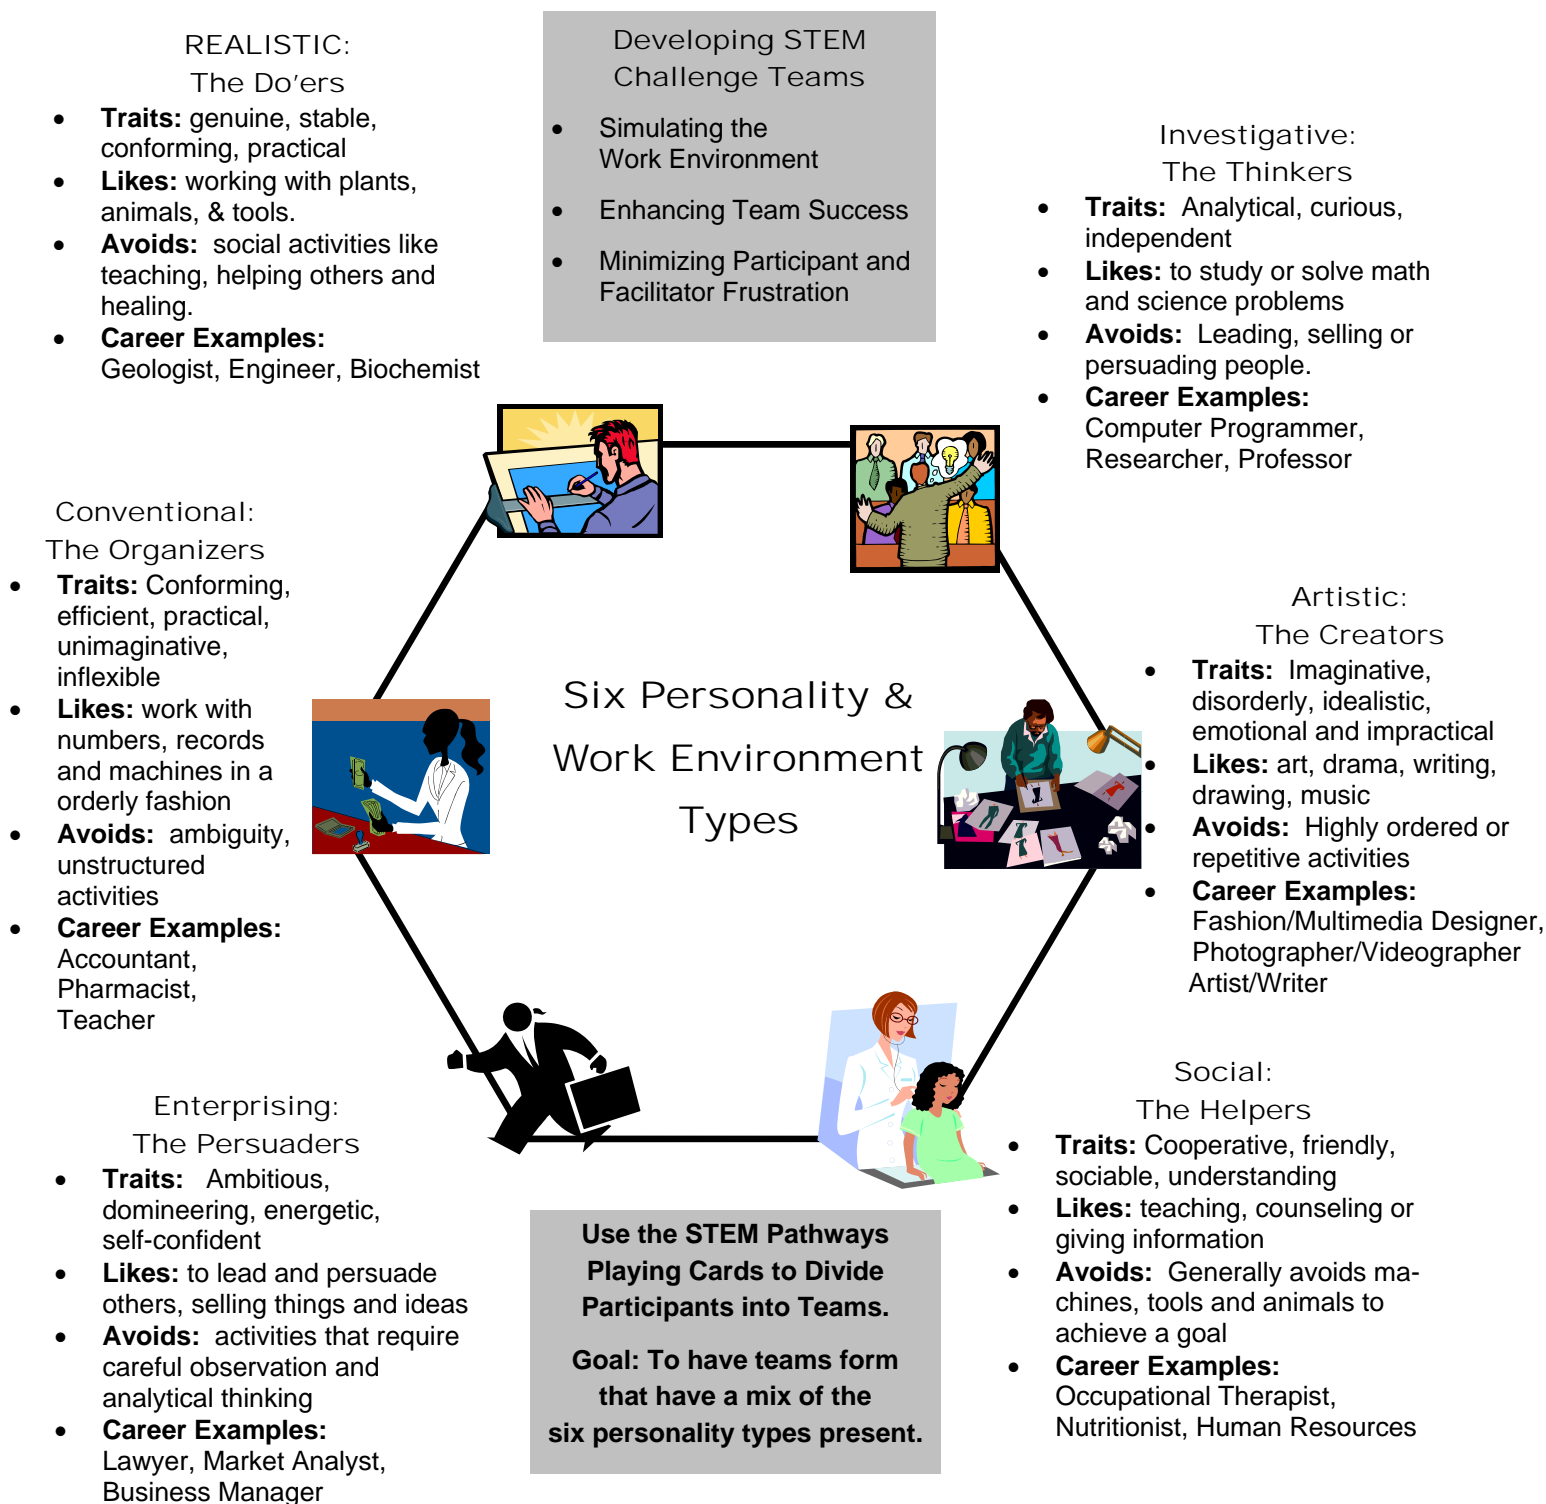 REALISTIC:
The Do'ers
• Traits: genuine, stable,
conforming, practical
• Likes: working with plants,
animals, & tools.
• Avoids: social activities like
teaching, helping others and
healing.
• Career Examples:
Geologist, Engineer, Biochemist
Developing STEM
Challenge Teams
• Simulating the
Work Environment
• Enhancing Team Success
• Minimizing Participant and
Facilitator Frustration
Investigative:
The Thinkers
• Traits: Analytical, curious,
independent
• Likes: to study or solve math
and science problems
• Avoids: Leading, selling or
persuading people.
• Career Examples:
Computer Programmer,
Researcher, Professor
Conventional:
The Organizers
• Traits: Conforming,
efficient, practical,
unimaginative,
inflexible
• Likes: work with
numbers, records
and machines in a
orderly fashion
• Avoids: ambiguity,
unstructured
activities
• Career Examples:
Accountant,
Pharmacist,
Teacher
Six Personality &
Work Environment
Types
Artistic:
The Creators
• Traits: Imaginative,
disorderly, idealistic,
emotional and impractical
• Likes: art, drama, writing,
drawing, music
• Avoids: Highly ordered or
repetitive activities
• Career Examples:
Fashion/Multimedia Designer,
Photographer/Videographer
Artist/Writer
Enterprising:
The Persuaders
• Traits: Ambitious,
domineering, energetic,
self-confident
• Likes: to lead and persuade
others, selling things and ideas
• Avoids: activities that require
careful observation and
analytical thinking
• Career Examples:
Lawyer, Market Analyst,
Business Manager
Use the STEM Pathways
Playing Cards to Divide
Participants into Teams.
Goal: To have teams form
that have a mix of the
six personality types present.
Social:
The Helpers
• Traits: Cooperative, friendly,
sociable, understanding
• Likes: teaching, counseling or
giving information
• Avoids: Generally avoids ma-
chines, tools and animals to
achieve a goal
• Career Examples:
Occupational Therapist,
Nutritionist, Human Resources